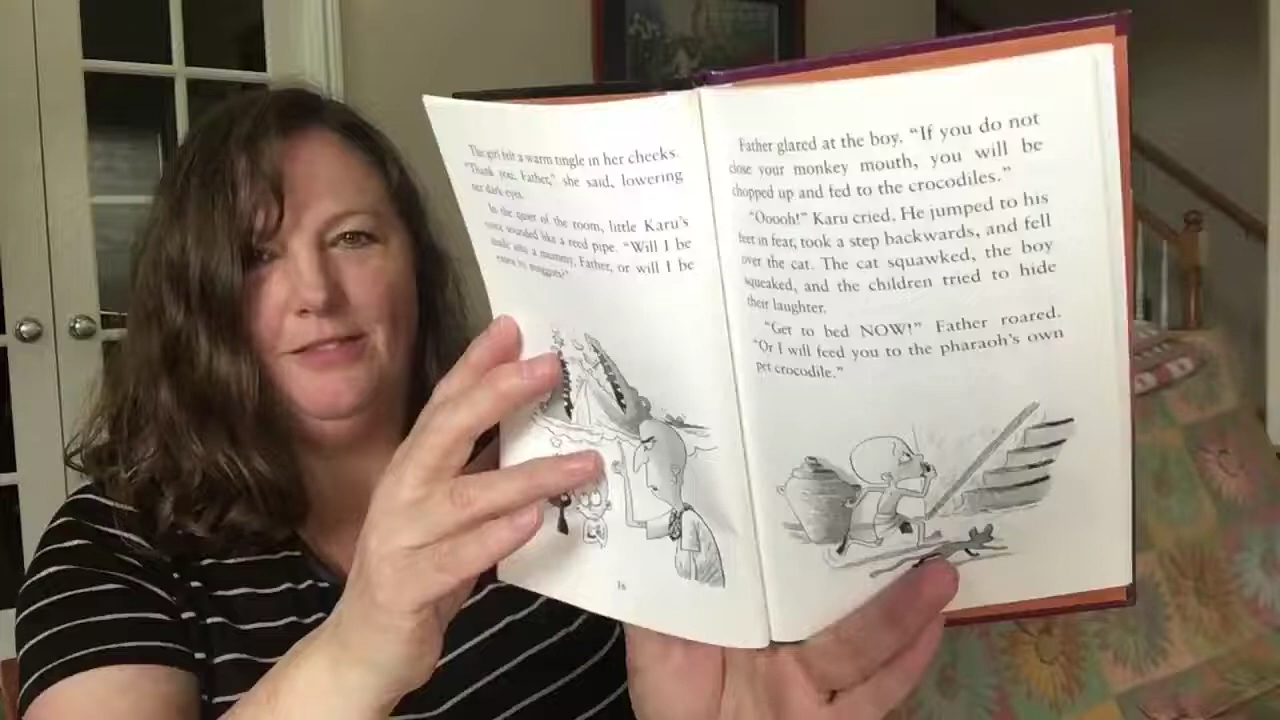 The girl felt a warm tingle in her cheeks.
"Thank you, Father," she said, lowering
her dark eyes.
In the quiet of the room, little Karu's
voice sounded like a reed pipe. "Will I be
made into a mummy, Father, or will I be
eaten by maggots?"
16
Father glared at the boy. "If you do not
close your monkey mouth, you will be
chopped up and fed to the crocodiles."
"Ooooh!" Karu cried. He jumped to his
feet in fear, took a step backwards, and fell
over the cat. The cat squawked, the boy
squeaked, and the children tried to hide
their laughter.
"Get to bed NOW!" Father roared.
"Or I will feed you to the pharaoh's own
pet crocodile."